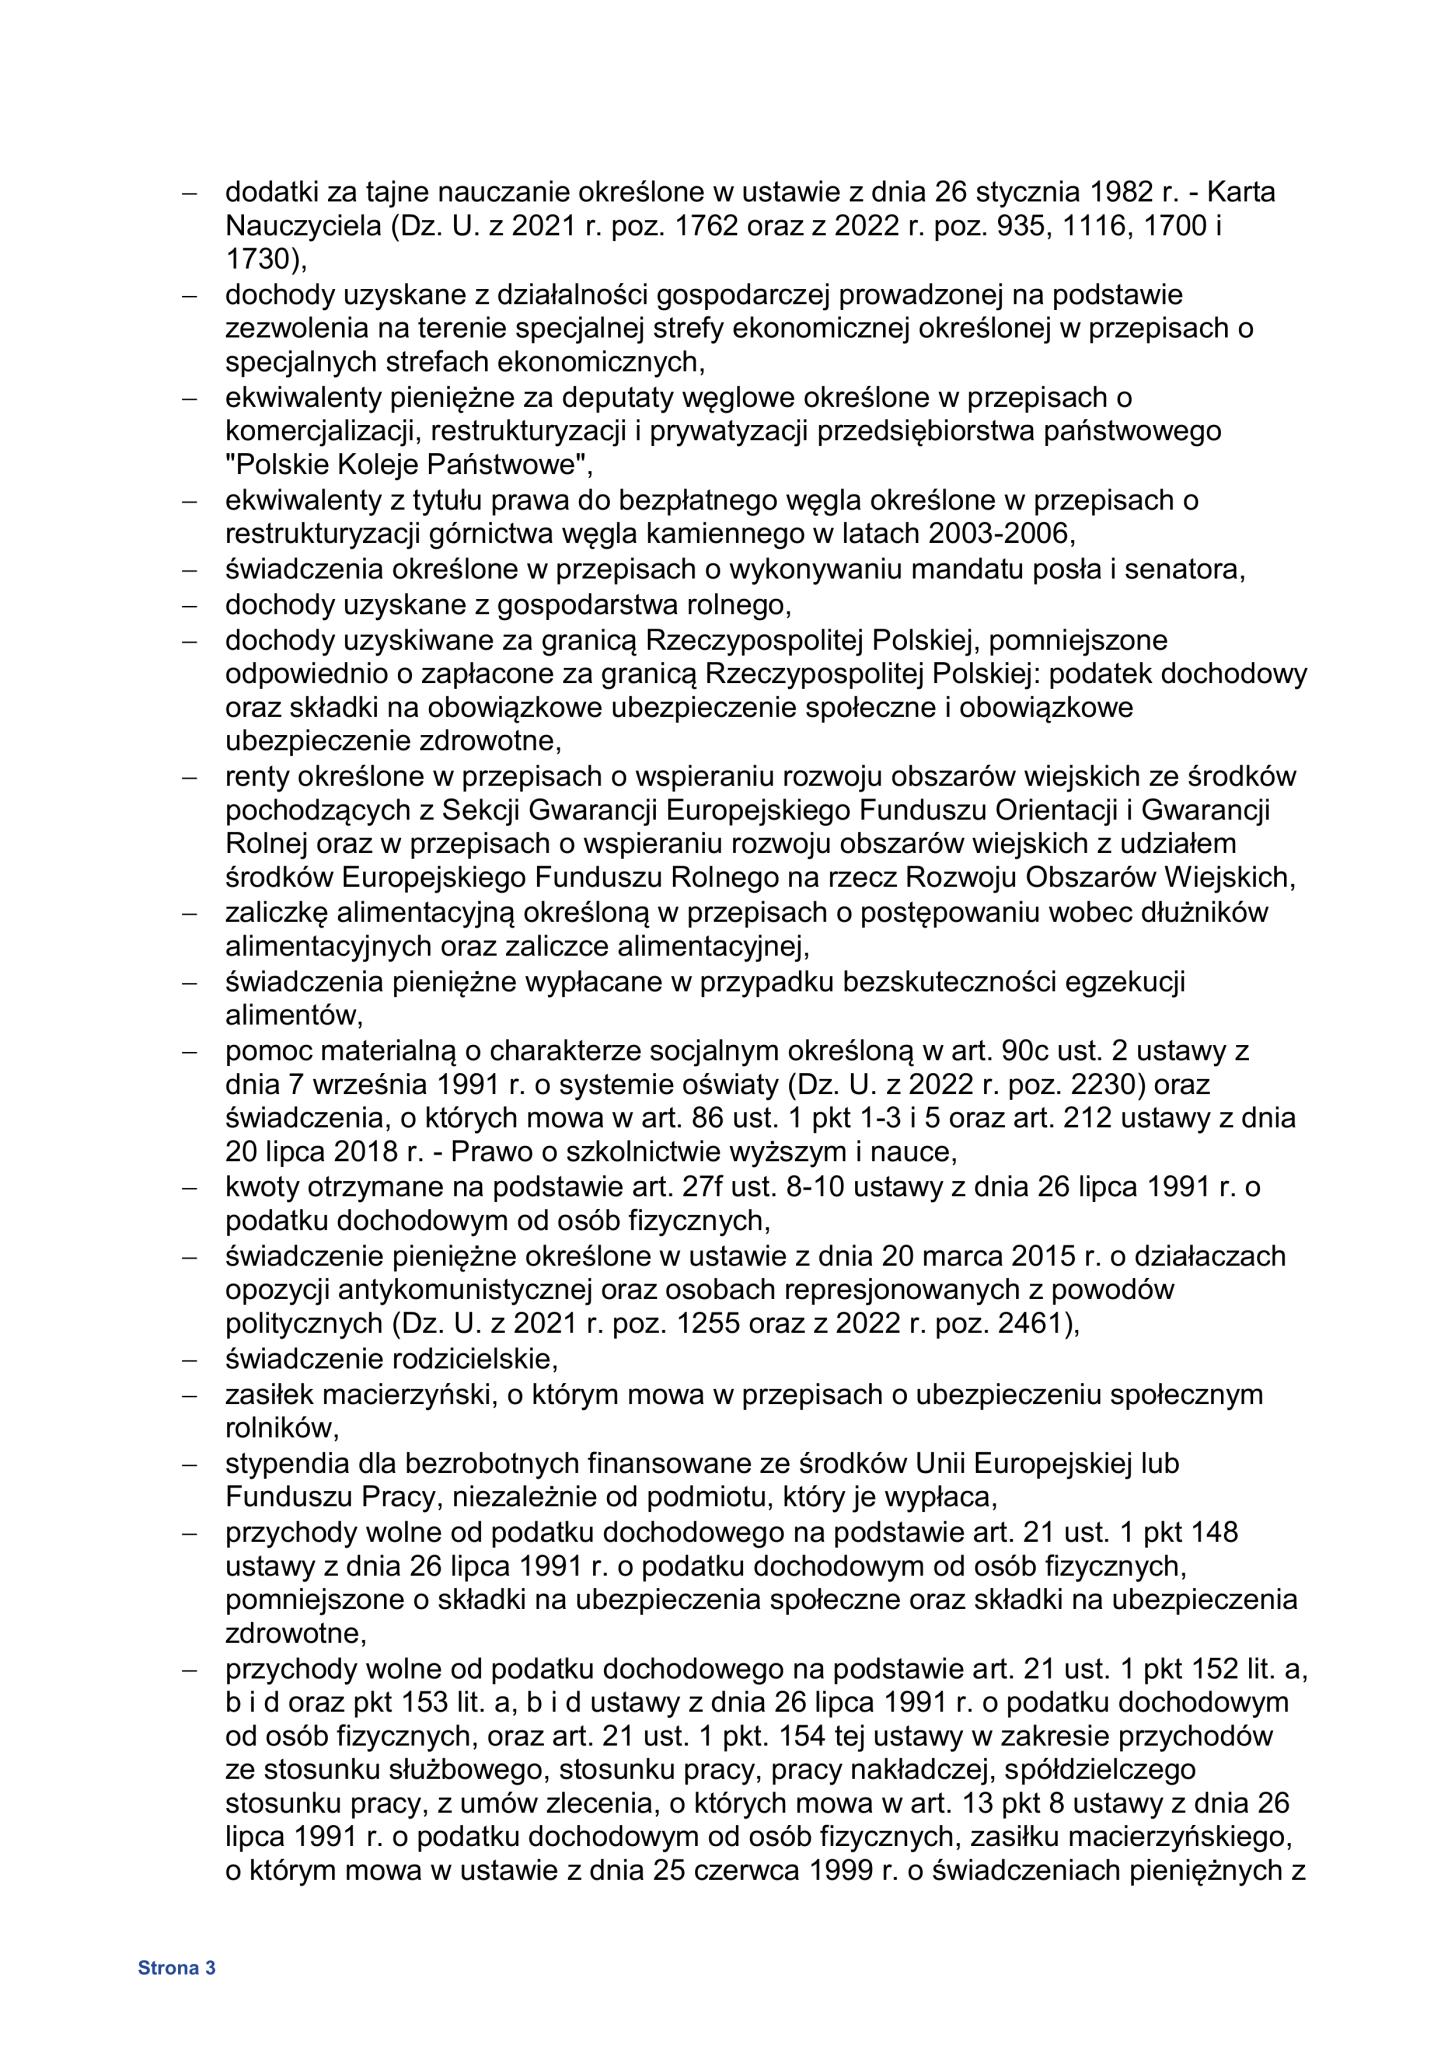 – dodatki za tajne nauczanie określone w ustawie z dnia 26 stycznia 1982 r. - Karta
Nauczyciela (Dz. U. z 2021 r. poz. 1762 oraz z 2022 r. poz. 935, 1116, 1700 i
1730),
– dochody uzyskane z działalności gospodarczej prowadzonej na podstawie
zezwolenia na terenie specjalnej strefy ekonomicznej określonej w przepisach o
specjalnych strefach ekonomicznych,
– ekwiwalenty pieniężne za deputaty węglowe określone w przepisach o
komercjalizacji, restrukturyzacji i prywatyzacji przedsiębiorstwa państwowego
"Polskie Koleje Państwowe",
– ekwiwalenty z tytułu prawa do bezpłatnego węgla określone w przepisach o
restrukturyzacji górnictwa węgla kamiennego w latach 2003-2006,
– świadczenia określone w przepisach o wykonywaniu mandatu posła i senatora,
– dochody uzyskane z gospodarstwa rolnego,
– dochody uzyskiwane za granicą Rzeczypospolitej Polskiej, pomniejszone
odpowiednio o zapłacone za granicą Rzeczypospolitej Polskiej: podatek dochodowy
oraz składki na obowiązkowe ubezpieczenie społeczne i obowiązkowe
ubezpieczenie zdrowotne,
– renty określone w przepisach o wspieraniu rozwoju obszarów wiejskich ze środków
pochodzących z Sekcji Gwarancji Europejskiego Funduszu Orientacji i Gwarancji
Rolnej oraz w przepisach o wspieraniu rozwoju obszarów wiejskich z udziałem
środków Europejskiego Funduszu Rolnego na rzecz Rozwoju Obszarów Wiejskich,
– zaliczkę alimentacyjną określoną w przepisach o postępowaniu wobec dłużników
alimentacyjnych oraz zaliczce alimentacyjnej,
– świadczenia pieniężne wypłacane w przypadku bezskuteczności egzekucji
alimentów,
– pomoc materialną o charakterze socjalnym określoną w art. 90c ust. 2 ustawy z
dnia 7 września 1991 r. o systemie oświaty (Dz. U. z 2022 r. poz. 2230) oraz
świadczenia, o których mowa w art. 86 ust. 1 pkt 1-3 i 5 oraz art. 212 ustawy z dnia
20 lipca 2018 r. - Prawo o szkolnictwie wyższym i nauce,
– kwoty otrzymane na podstawie art. 27f ust. 8-10 ustawy z dnia 26 lipca 1991 r. o
podatku dochodowym od osób fizycznych,
– świadczenie pieniężne określone w ustawie z dnia 20 marca 2015 r. o działaczach
opozycji antykomunistycznej oraz osobach represjonowanych z powodów
politycznych (Dz. U. z 2021 r. poz. 1255 oraz z 2022 r. poz. 2461),
– świadczenie rodzicielskie,
– zasiłek macierzyński, o którym mowa w przepisach o ubezpieczeniu społecznym
rolników,
– stypendia dla bezrobotnych finansowane ze środków Unii Europejskiej lub
Funduszu Pracy, niezależnie od podmiotu, który je wypłaca,
– przychody wolne od podatku dochodowego na podstawie art. 21 ust. 1 pkt 148
ustawy z dnia 26 lipca 1991 r. o podatku dochodowym od osób fizycznych,
pomniejszone o składki na ubezpieczenia społeczne oraz składki na ubezpieczenia
zdrowotne,
– przychody wolne od podatku dochodowego na podstawie art. 21 ust. 1 pkt 152 lit. a,
b i d oraz pkt 153 lit. a, b i d ustawy z dnia 26 lipca 1991 r. o podatku dochodowym
od osób fizycznych, oraz art. 21 ust. 1 pkt. 154 tej ustawy w zakresie przychodów
ze stosunku służbowego, stosunku pracy, pracy nakładczej, spółdzielczego
stosunku pracy, z umów zlecenia, o których mowa w art. 13 pkt 8 ustawy z dnia 26
lipca 1991 r. o podatku dochodowym od osób fizycznych, zasiłku macierzyńskiego,
o którym mowa w ustawie z dnia 25 czerwca 1999 r. o świadczeniach pieniężnych z
Strona 3